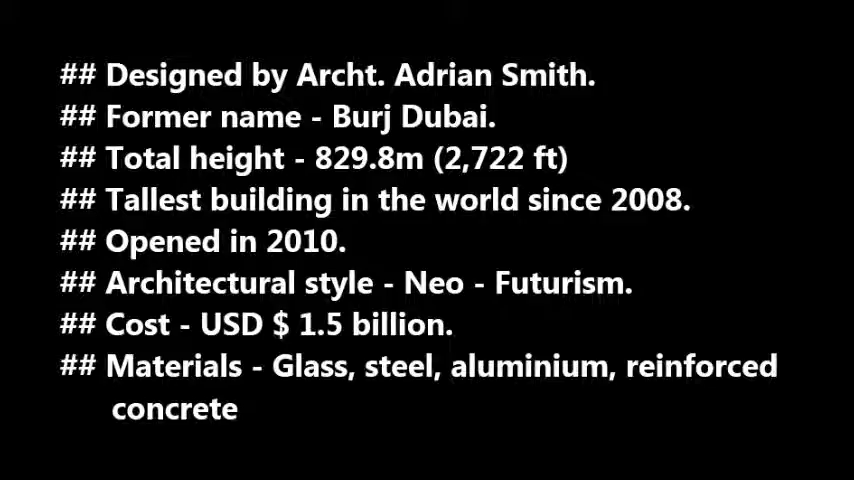 ## Designed by Archt. Adrian Smith.
## Former name - Burj Dubai.
## Total height - 829.8m (2,722 ft)
## Tallest building in the world since 2008.
## Opened in 2010.
## Architectural style - Neo - Futurism.
## Cost - USD $ 1.5 billion.
## Materials - Glass, steel, aluminium, reinforced
concrete